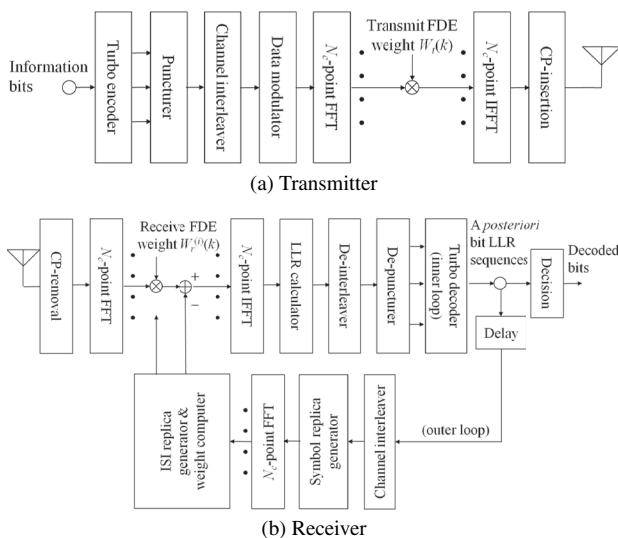 Information
bits
Turbo encoder
Puncturer
Channel interleaver
Data modulator
N_c-point FFT
Transmit FDE
weight W_t(k)
N_c-point IFFT
CP-insertion
(a) Transmitter
CP-removal
N_c-point FFT
Receive FDE
weight W_r^(i)(k)
+
−
N_c-point IFFT
LLR calculator
De-interleaver
De-puncturer
Turbo decoder
(inner loop)
A posteriori
bit LLR
sequences
Decision
Decoded
bits
Delay
(outer loop)
Channel interleaver
Symbol replica
generator
N_c-point FFT
ISI replica
generator &
weight computer
(b) Receiver